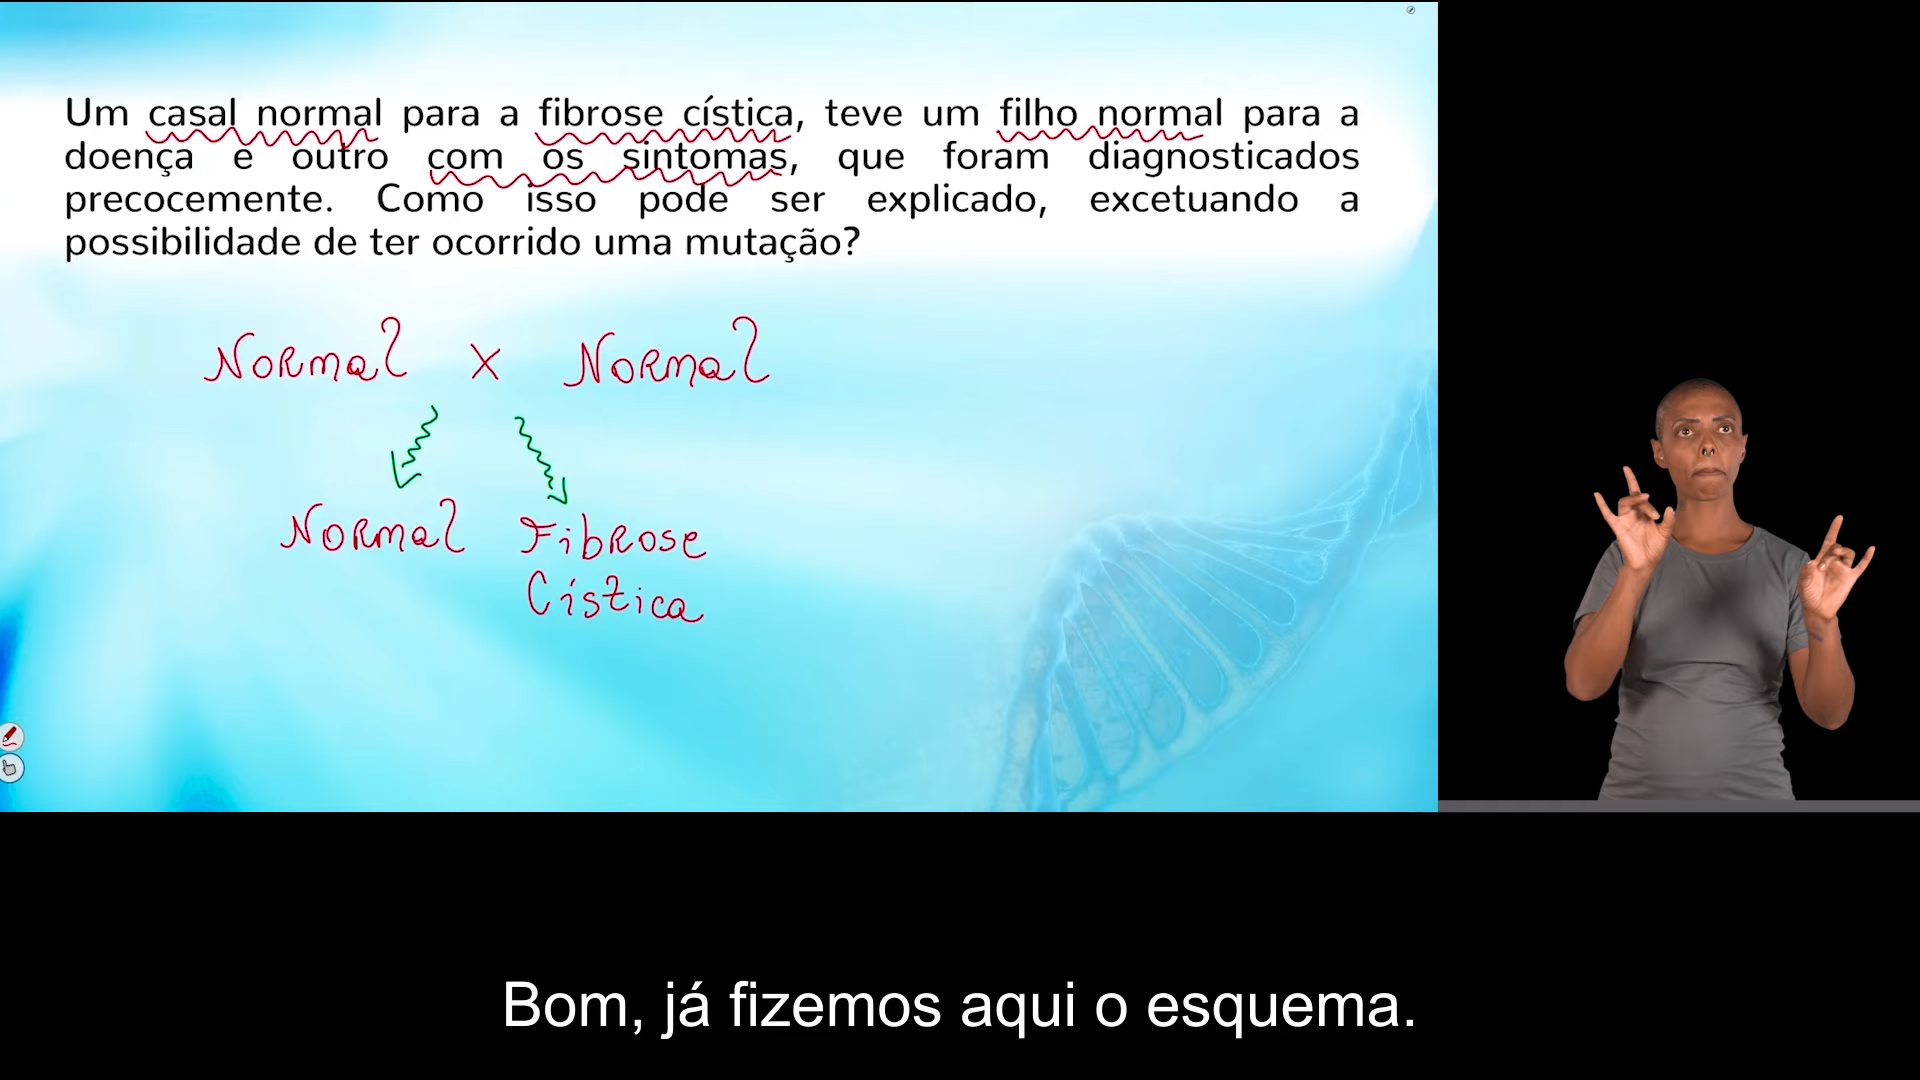 Um casal normal para a fibrose cística, teve um filho normal para a
doença e outro com os sintomas, que foram diagnosticados
precocemente. Como isso pode ser explicado, excetuando a
possibilidade de ter ocorrido uma mutação?
Normal X Normal
Normal Fibrose
Cística
Bom, já fizemos aqui o esquema.